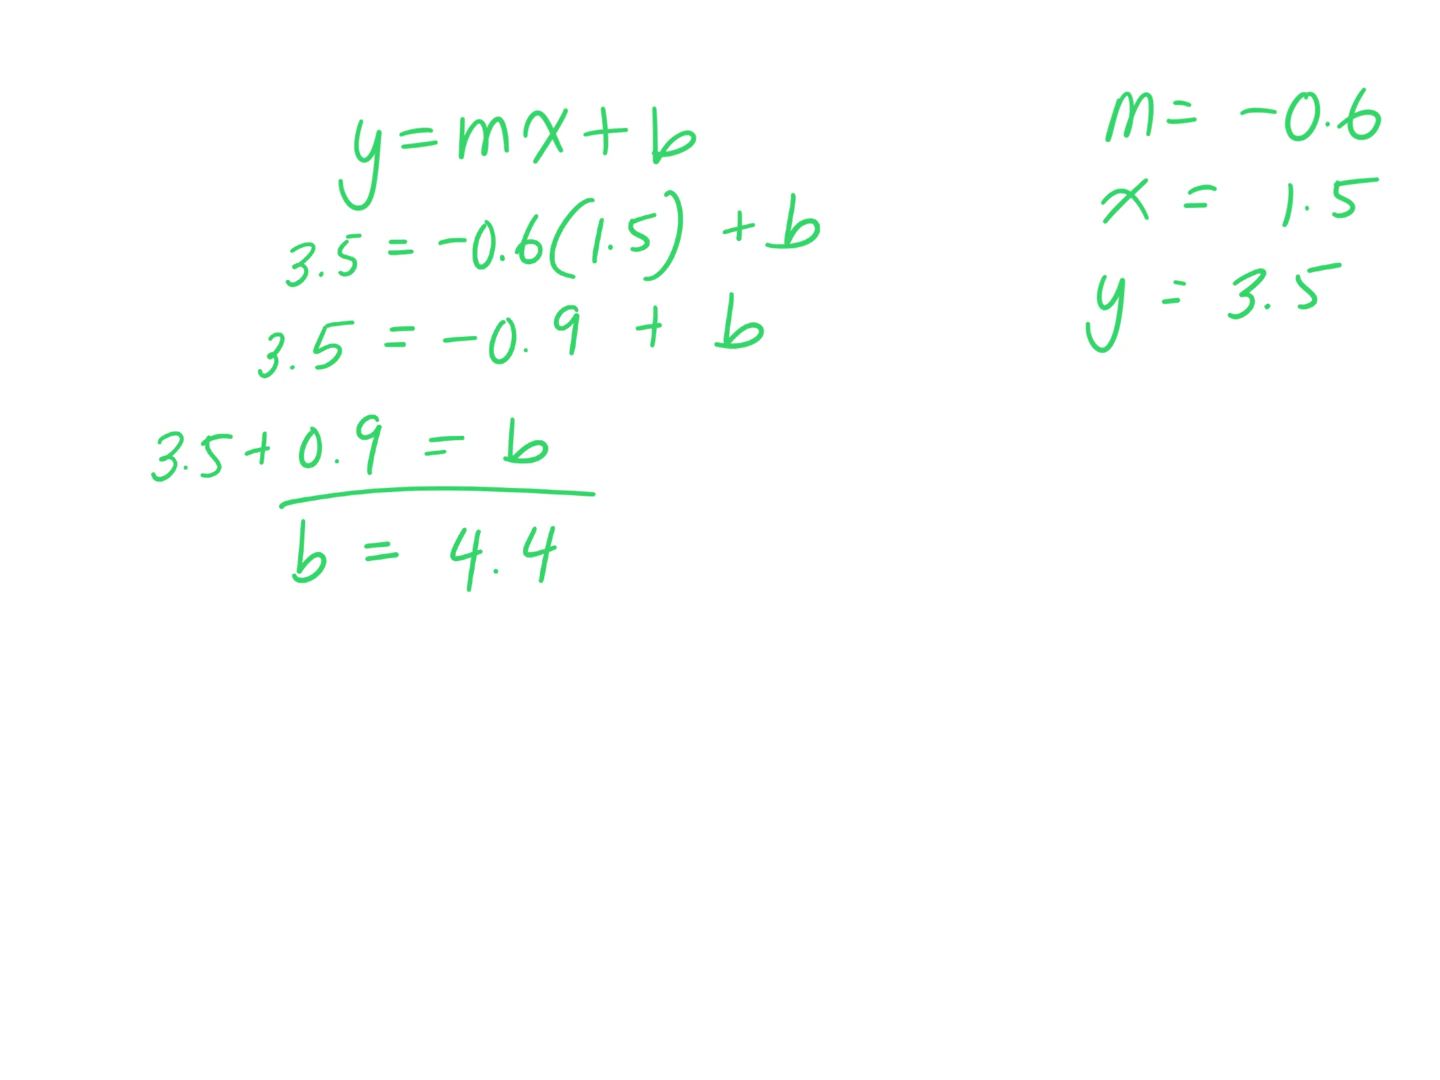 y = mx + b
3.5 = -0.6(1.5) + b
3.5 = -0.9 + b
3.5 + 0.9 = b
b = 4.4
m = -0.6
x = 1.5
y = 3.5